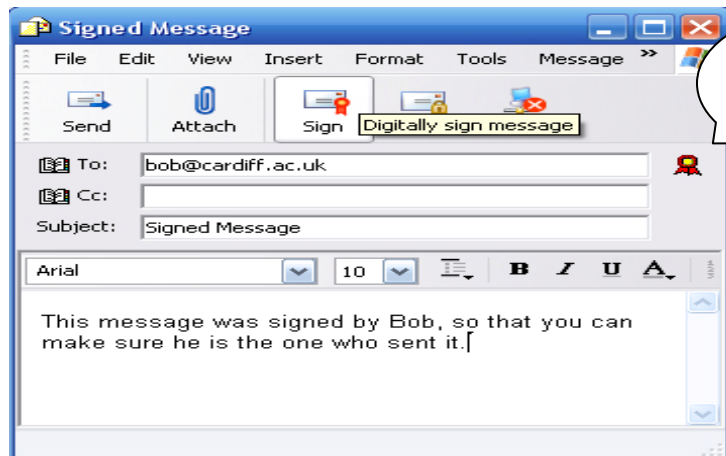 Signed Message
File Edit View Insert Format Tools Message »
Send Attach Sign Digitally sign message
To: bob@cardiff.ac.uk
Cc:
Subject: Signed Message
Arial 10 B I U A
This message was signed by Bob, so that you can
make sure he is the one who sent it.